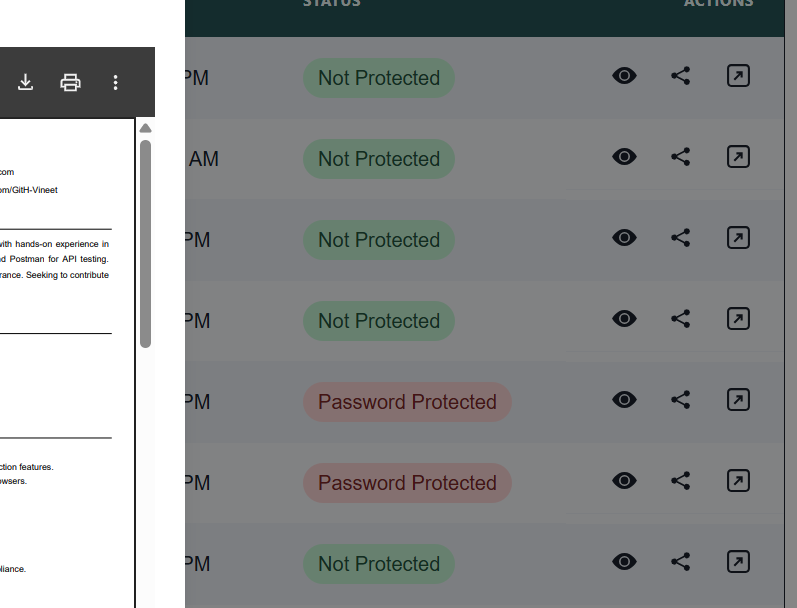 STATUS ACTIONS
PM Not Protected
AM Not Protected
PM Not Protected
PM Not Protected
PM Password Protected
PM Password Protected
PM Not Protected
com
om/GitH-Vineet
with hands-on experience in
nd Postman for API testing.
rance. Seeking to contribute
ction features.
owsers.
liance.